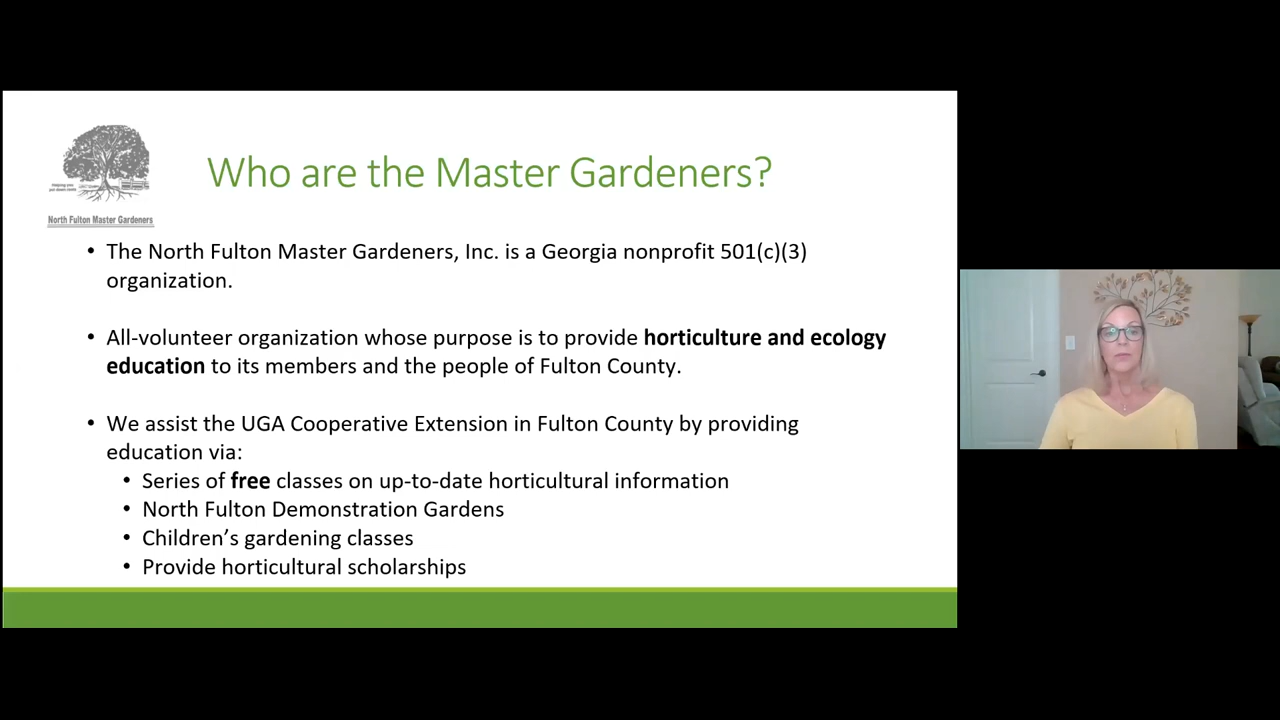 Who are the Master Gardeners?
North Fulton Master Gardeners
• The North Fulton Master Gardeners, Inc. is a Georgia nonprofit 501(c)(3)
organization.
• All-volunteer organization whose purpose is to provide horticulture and ecology
education to its members and the people of Fulton County.
• We assist the UGA Cooperative Extension in Fulton County by providing
education via:
• Series of free classes on up-to-date horticultural information
• North Fulton Demonstration Gardens
• Children’s gardening classes
• Provide horticultural scholarships